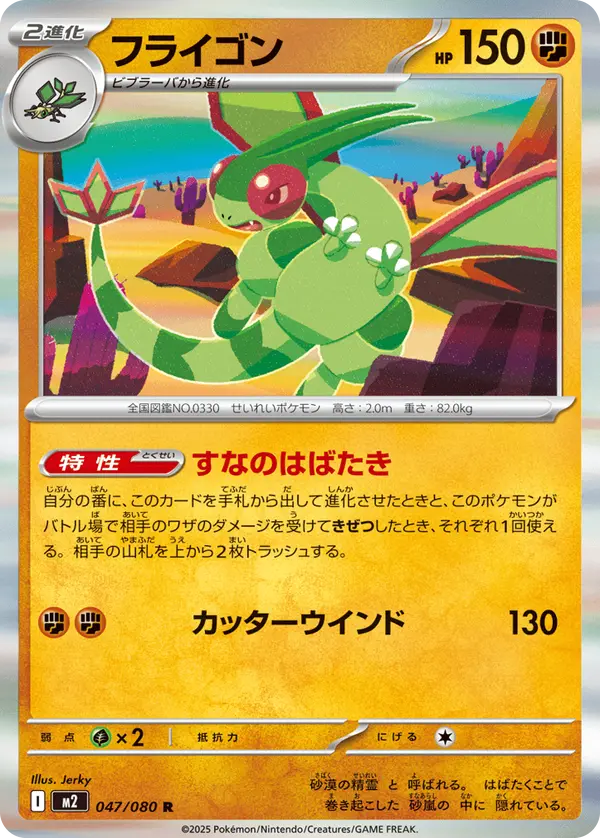 2進化
フライゴン
HP 150
ビブラーバから進化
全国図鑑NO.0330 せいれいポケモン 高さ:2.0m 重さ:82.0kg
特性 とくせい すなのはばたき
自分の番に、このカードを手札から出して進化させたときと、このポケモンが
バトル場で相手のワザのダメージを受けてきぜつしたとき、それぞれ1回使え
る。相手の山札を上から2枚トラッシュする。
カッターウインド 130
弱点 ×2 抵抗力 にげる
Illus. Jerky
I m2 047/080 R
砂漠の精霊 と 呼ばれる。 はばたくことで
巻き起こした 砂嵐の 中に 隠れている。
©2025 Pokémon/Nintendo/Creatures/GAME FREAK.